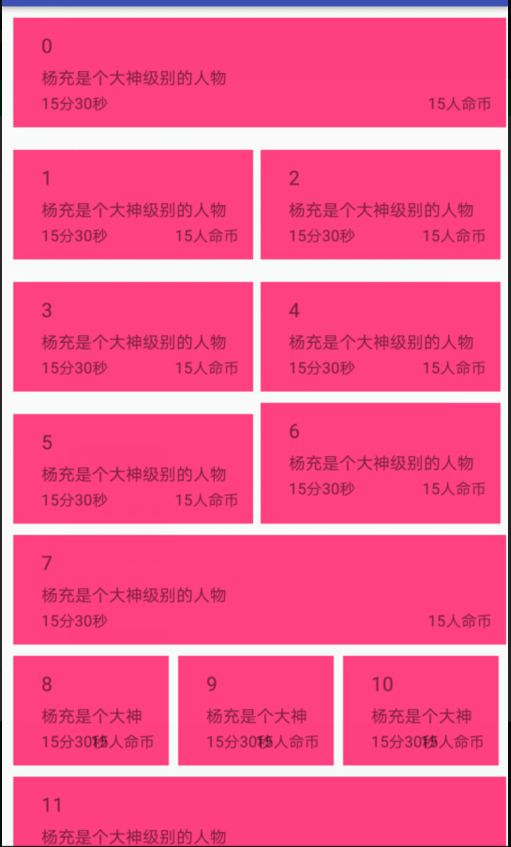 0
杨充是个大神级别的人物
15分30秒 15人命币
1
杨充是个大神级别的人物
15分30秒 15人命币
2
杨充是个大神级别的人物
15分30秒 15人命币
3
杨充是个大神级别的人物
15分30秒 15人命币
4
杨充是个大神级别的人物
15分30秒 15人命币
5
杨充是个大神级别的人物
15分30秒 15人命币
6
杨充是个大神级别的人物
15分30秒 15人命币
7
杨充是个大神级别的人物
15分30秒 15人命币
8
杨充是个大神
15分30秒 15人命币
9
杨充是个大神
15分30秒 15人命币
10
杨充是个大神
15分30秒 15人命币
11
杨充是个大神级别的人物